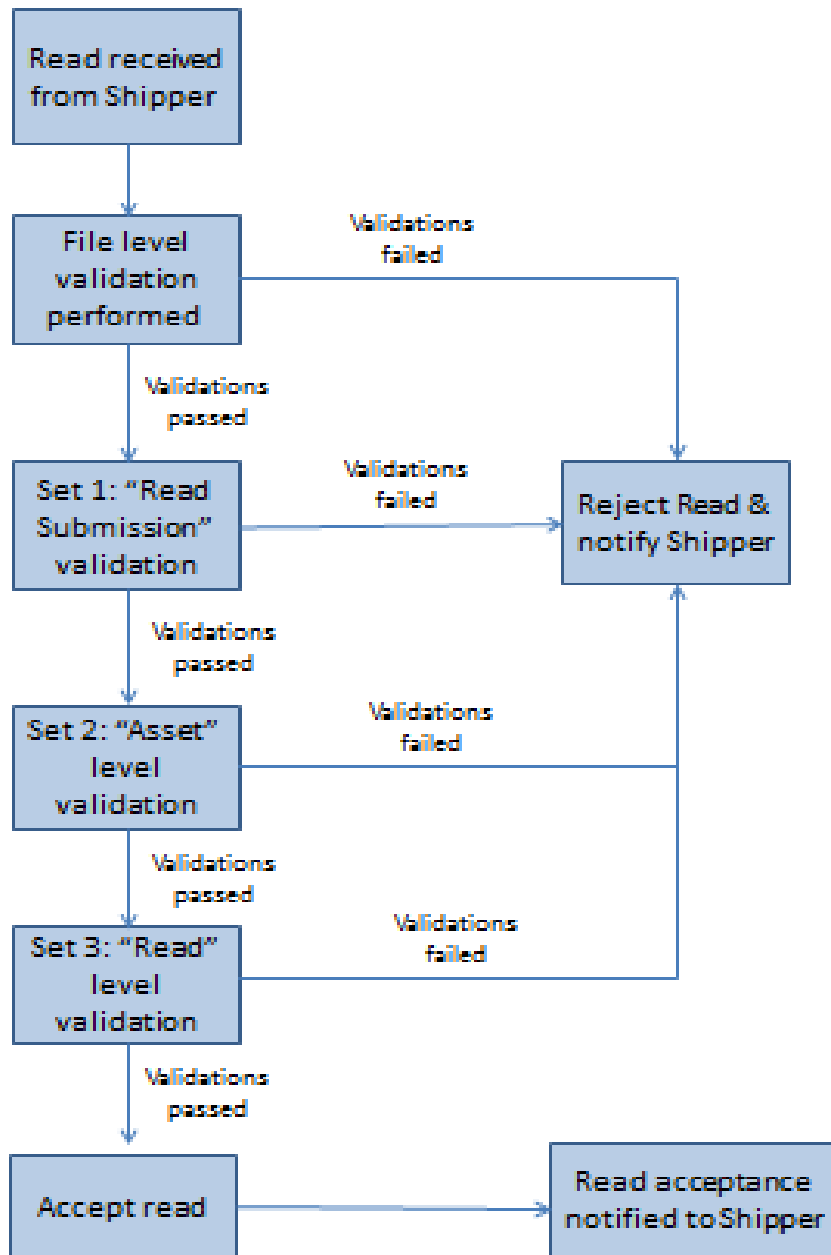 Read received
from Shipper
File level
validation
performed
Validations
failed
Validations
passed
Set 1: “Read
Submission”
validation
Validations
failed
Reject Read &
notify Shipper
Validations
passed
Set 2: “Asset”
level
validation
Validations
failed
Validations
passed
Set 3: “Read”
level
validation
Validations
failed
Validations
passed
Accept read
Read acceptance
notified to Shipper